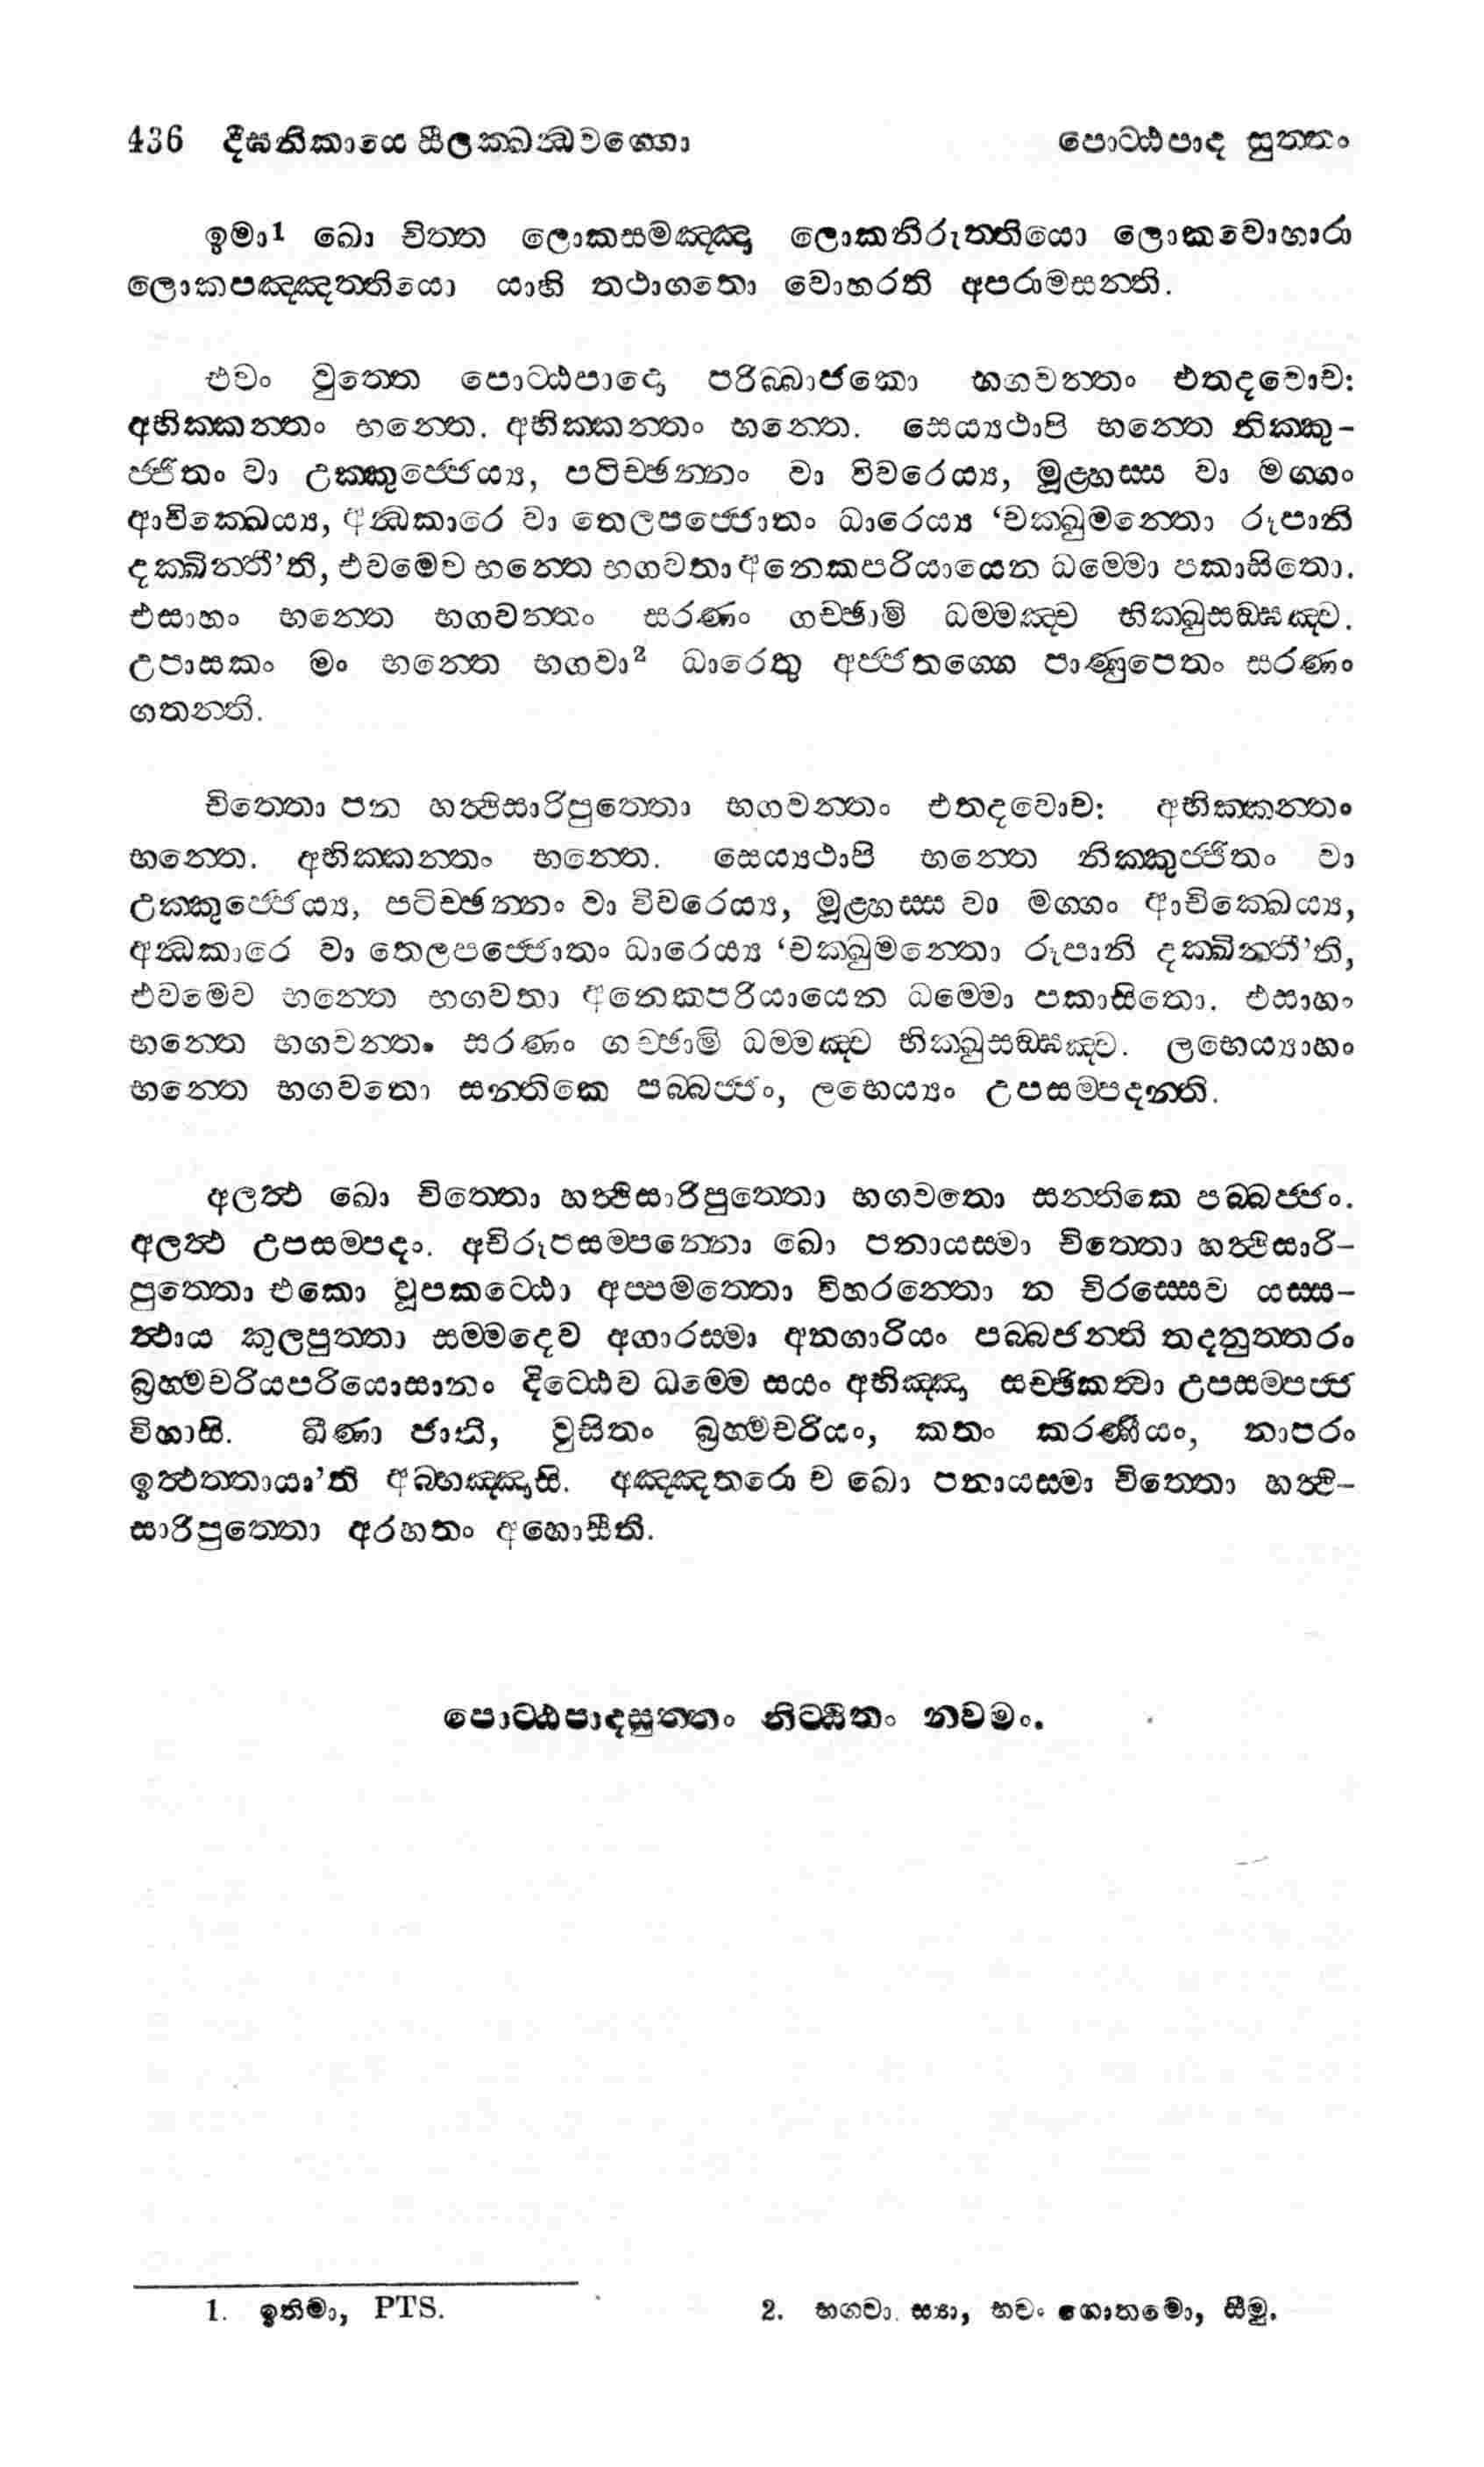 436 දීඝනිකායෙ සීලක්ඛන්ධවග්ගො
පොට්ඨපාද සුත්තං
ඉමා1 ඛො චිත්ත ලොකසමඤ්ඤා ලොකනිරුත්තියො ලොකවොහාරා
ලොකපඤ්ඤත්තියො යාහි තථාගතො වොහරති අපරාමසන්ති.
එවං වුත්තෙ පොට්ඨපාදො පරිබ්බාජකො භගවන්තං එතදවොච:
අභික්කන්තං භන්තෙ. අභික්කන්තං භන්තෙ. සෙය්‍යථාපි භන්තෙ නික්කු-
ජ්ජිතං වා උක්කුජ්ජෙය්‍ය, පටිච්ඡන්නං වා විවරෙය්‍ය, මූළ්හස්ස වා මග්ගං
ආචික්ඛෙය්‍ය, අන්ධකාරෙ වා තෙලපජ්ජොතං ධාරෙය්‍ය ‘චක්ඛුමන්තො රූපානි
දක්ඛින්තී’ති, එවමෙව භන්තෙ භගවතා අනෙකපරියායෙන ධම්මො පකාසිතො.
එසාහං භන්තෙ භගවන්තං සරණං ගච්ඡාමි ධම්මඤ්ච භික්ඛුසඞ්ඝඤ්ච.
උපාසකං මං භන්තෙ භගවා2 ධාරෙතු අජ්ජතග්ගෙ පාණුපෙතං සරණං
ගතන්ති.
චිත්තො පන හත්ථිසාරිපුත්තො භගවන්තං එතදවොච: අභික්කන්තං
භන්තෙ. අභික්කන්තං භන්තෙ. සෙය්‍යථාපි භන්තෙ නික්කුජ්ජිතං වා
උක්කුජ්ජෙය්‍ය, පටිච්ඡන්නං වා විවරෙය්‍ය, මූළ්හස්ස වා මග්ගං ආචික්ඛෙය්‍ය,
අන්ධකාරෙ වා තෙලපජ්ජොතං ධාරෙය්‍ය ‘චක්ඛුමන්තො රූපානි දක්ඛින්තී’ති,
එවමෙව භන්තෙ භගවතා අනෙකපරියායෙන ධම්මො පකාසිතො. එසාහං
භන්තෙ භගවන්තං සරණං ගච්ඡාමි ධම්මඤ්ච භික්ඛුසඞ්ඝඤ්ච. ලභෙය්‍යාහං
භන්තෙ භගවතො සන්තිකෙ පබ්බජ්ජං, ලභෙය්‍යං උපසම්පදන්ති.
අලත්ථ ඛො චිත්තො හත්ථිසාරිපුත්තො භගවතො සන්තිකෙ පබ්බජ්ජං.
අලත්ථ උපසම්පදං. අචිරූපසම්පන්නො ඛො පනායස්මා චිත්තො හත්ථිසාරි-
පුත්තො එකො වූපකට්ඨො අප්පමත්තො විහරන්තො න චිරස්සෙව යස්ස-
ත්ථාය කුලපුත්තා සම්මදෙව අගාරස්මා අනගාරියං පබ්බජන්ති තදනුත්තරං
බ්‍රහ්මචරියපරියොසානං දිට්ඨෙව ධම්මෙ සයං අභිඤ්ඤා සච්ඡිකත්වා උපසම්පජ්ජ
විහාසි. ඛීණා ජාති, වුසිතං බ්‍රහ්මචරියං, කතං කරණීයං, නාපරං
ඉත්ථත්තායා’ති අබ්භඤ්ඤාසි. අඤ්ඤතරො ච ඛො පනායස්මා චිත්තො හත්ථි-
සාරිපුත්තො අරහතං අහොසීති.
පොට්ඨපාදසුත්තං නිට්ඨිතං නවමං.
1. ඉතිමා, PTS.
2. භගවා. ස්‍යා, භවං ගොතමො, සීමු.